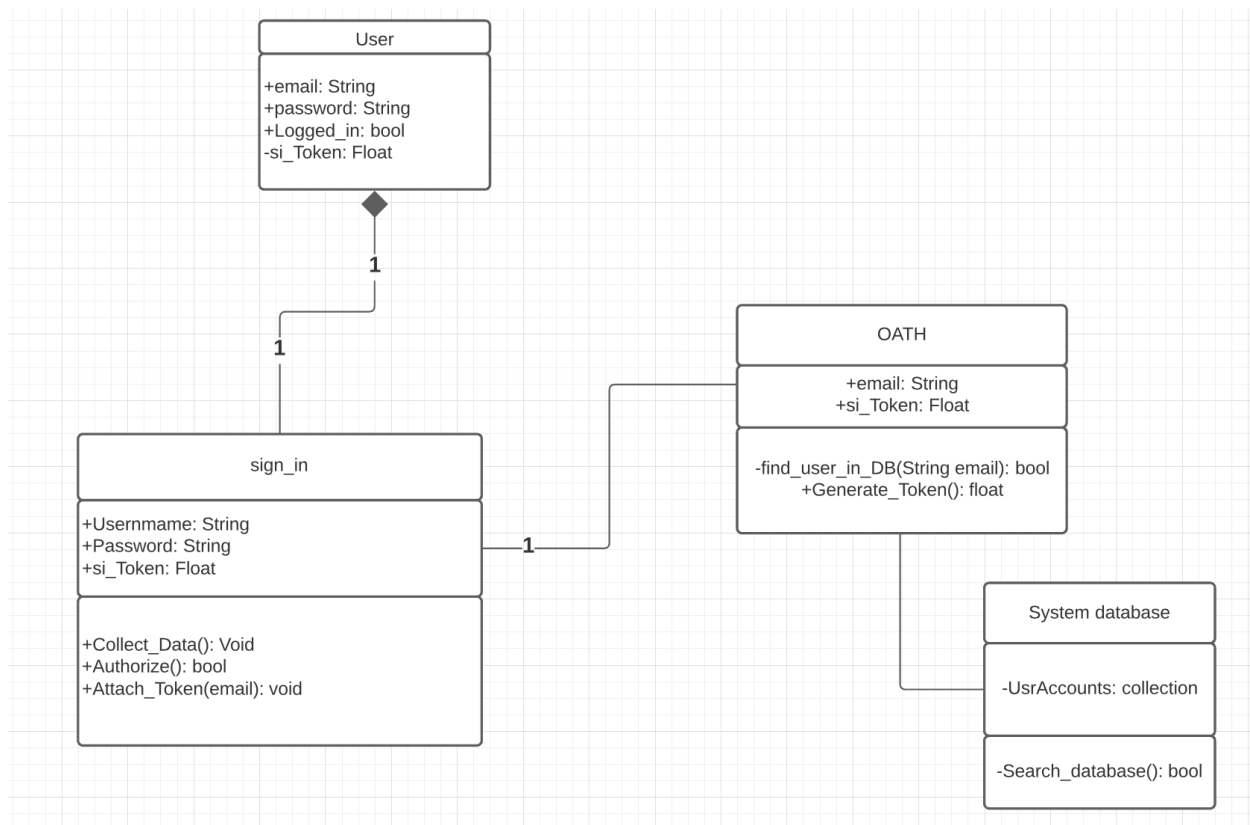 User
+email: String
+password: String
+Logged_in: bool
-si_Token: Float
1
1
OATH
+email: String
+si_Token: Float
-find_user_in_DB(String email): bool
+Generate_Token(): float
sign_in
+Usernmame: String
+Password: String
+si_Token: Float
1
+Collect_Data(): Void
+Authorize(): bool
+Attach_Token(email): void
System database
-UsrAccounts: collection
-Search_database(): bool